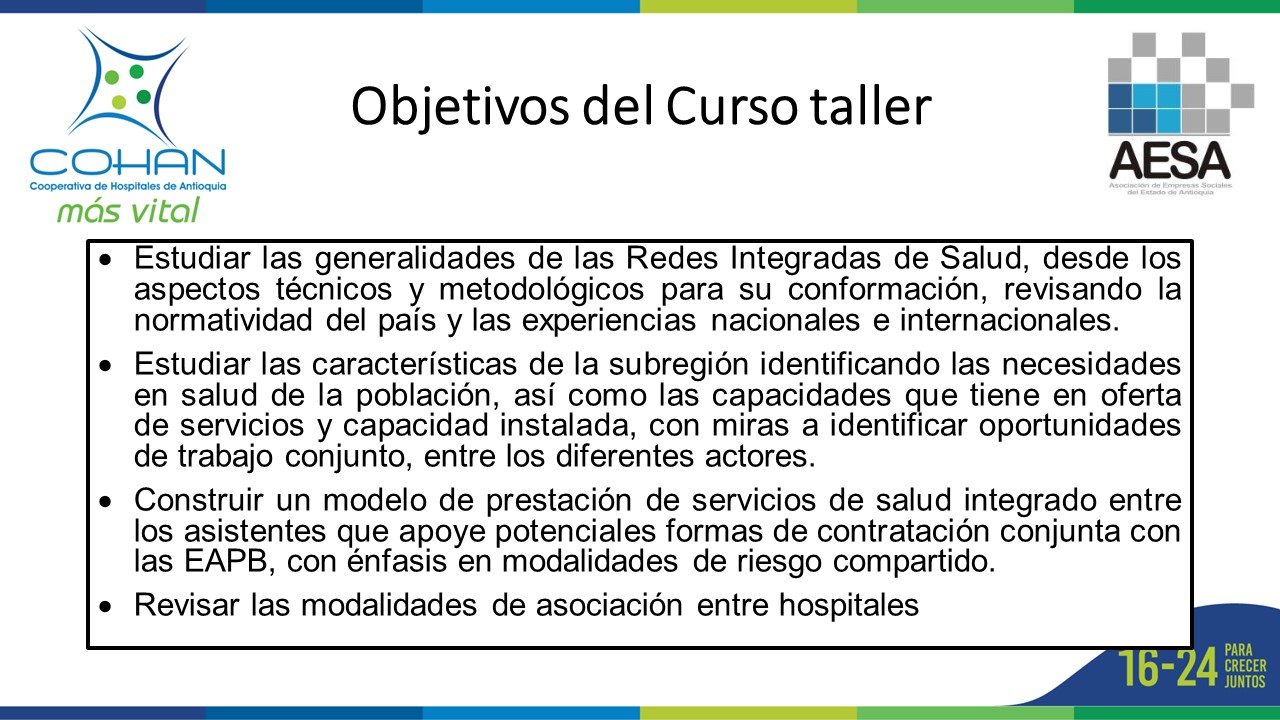 Objetivos del Curso taller
COHAN
Cooperativa de Hospitales de Antioquia
más vital
AESA
Asociación de Empresas Sociales
del Estado de Antioquia
• Estudiar las generalidades de las Redes Integradas de Salud, desde los
aspectos técnicos y metodológicos para su conformación, revisando la
normatividad del país y las experiencias nacionales e internacionales.
• Estudiar las características de la subregión identificando las necesidades
en salud de la población, así como las capacidades que tiene en oferta
de servicios y capacidad instalada, con miras a identificar oportunidades
de trabajo conjunto, entre los diferentes actores.
• Construir un modelo de prestación de servicios de salud integrado entre
los asistentes que apoye potenciales formas de contratación conjunta con
las EAPB, con énfasis en modalidades de riesgo compartido.
• Revisar las modalidades de asociación entre hospitales
16-24
PARA
CRECER
JUNTOS